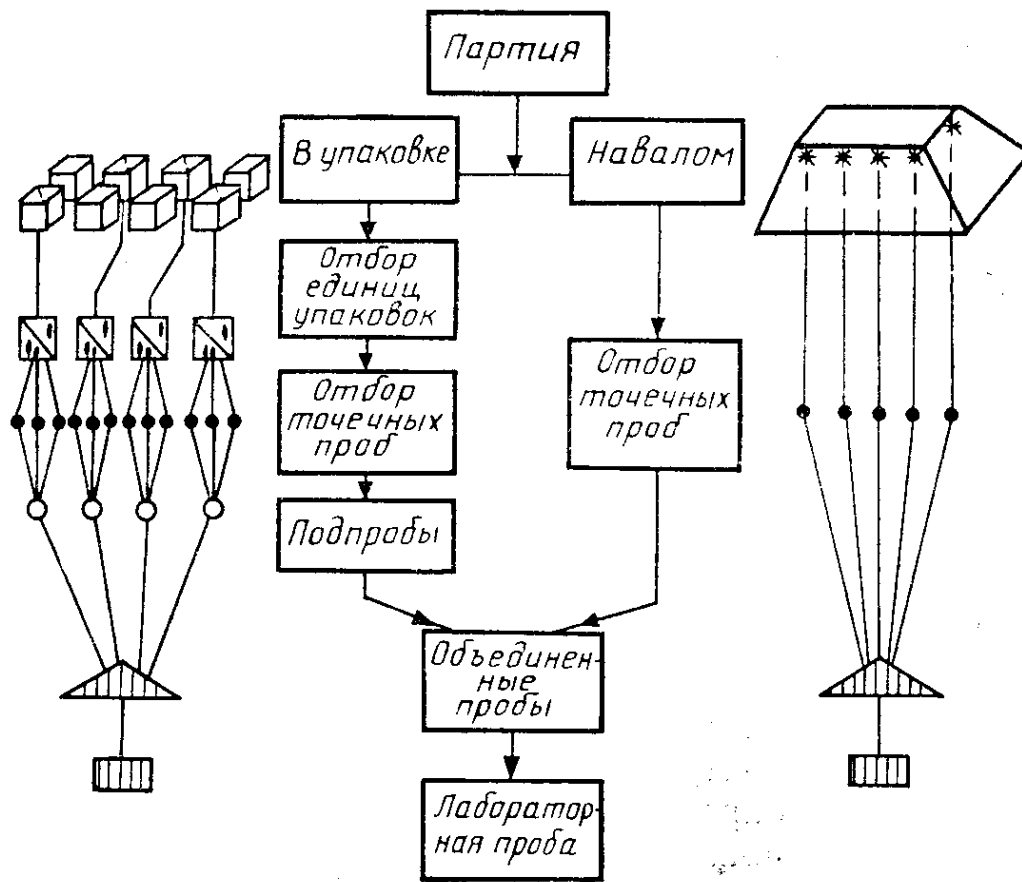 Партия
В упаковке
Навалом
Отбор
единиц
упаковок
Отбор
точечных
проб
Отбор
точечных
проб
Подпробы
Объединен-
ные
пробы
Лаборатор-
ная проба